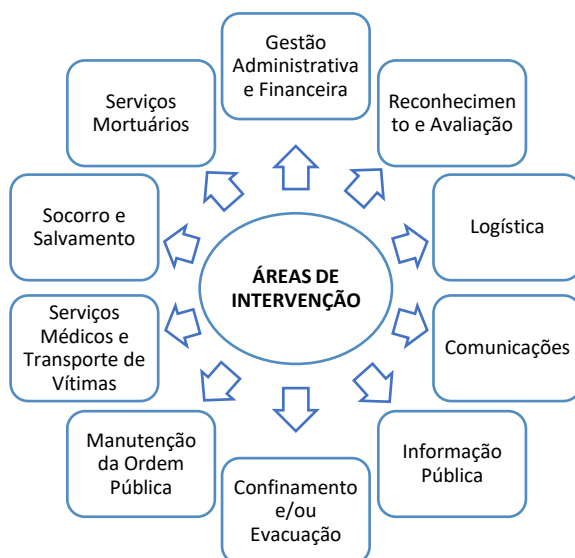 Gestão
Administrativa
e Financeira
Reconhecimen
to e Avaliação
Logística
Comunicações
Informação
Pública
Confinamento
e/ou
Evacuação
Manutenção
da Ordem
Pública
Serviços
Médicos e
Transporte de
Vítimas
Socorro e
Salvamento
Serviços
Mortuários
ÁREAS DE
INTERVENÇÃO